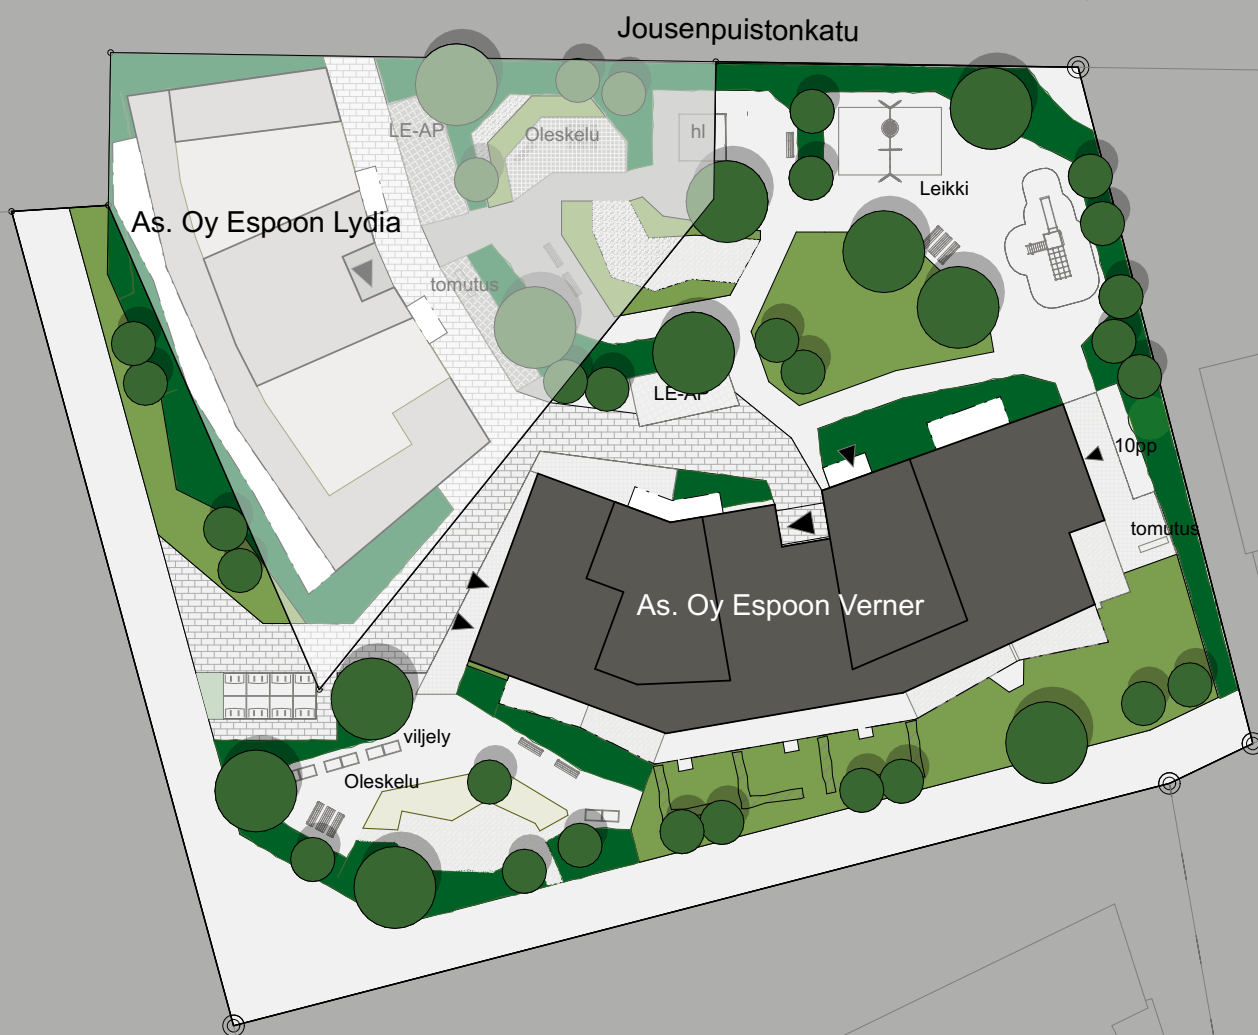 Jousenpuistonkatu
LE-AP
Oleskelu
hl
Leikki
As. Oy Espoon Lydia
tomutus
LE-AP
10pp
tomutus
As. Oy Espoon Verner
viljely
Oleskelu